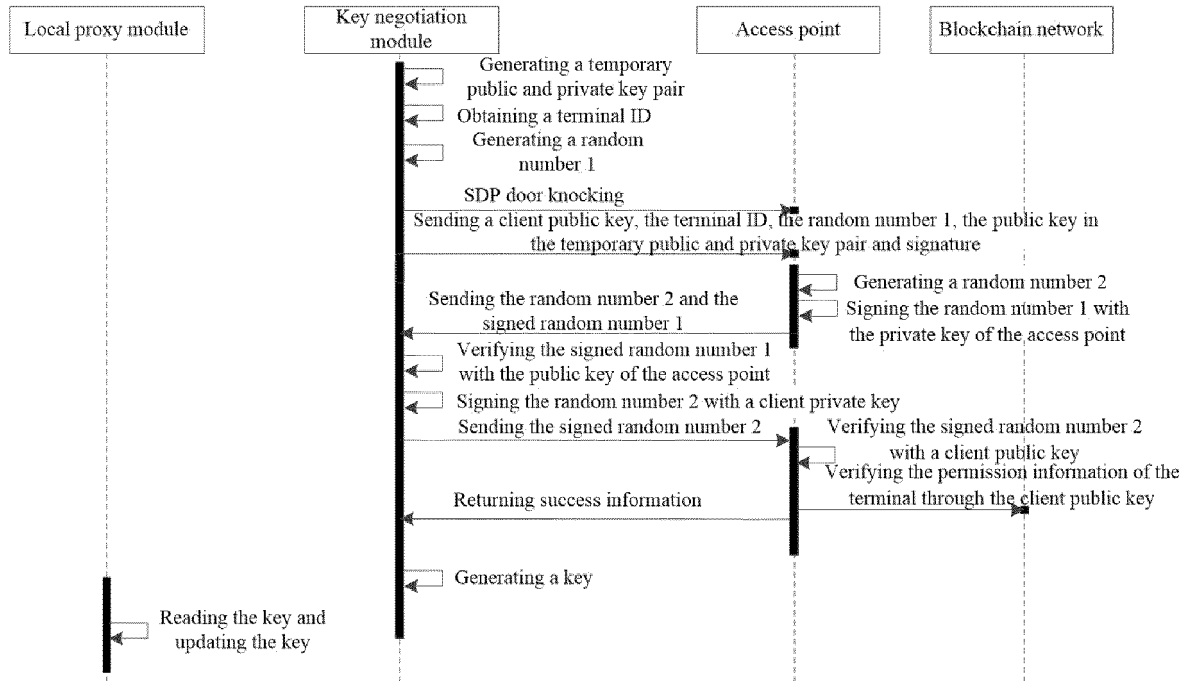 Local proxy module
Key negotiation
module
Access point
Blockchain network
Generating a temporary
public and private key pair
Obtaining a terminal ID
Generating a random
number 1
SDP door knocking
Sending a client public key, the terminal ID, the random number 1, the public key in
the temporary public and private key pair and signature
Generating a random number 2
Signing the random number 1 with
the private key of the access point
Sending the random number 2 and the
signed random number 1
Verifying the signed random number 1
with the public key of the access point
Signing the random number 2 with a client private key
Sending the signed random number 2
Verifying the signed random number 2
with a client public key
Verifying the permission information of the
terminal through the client public key
Returning success information
Generating a key
Reading the key and
updating the key